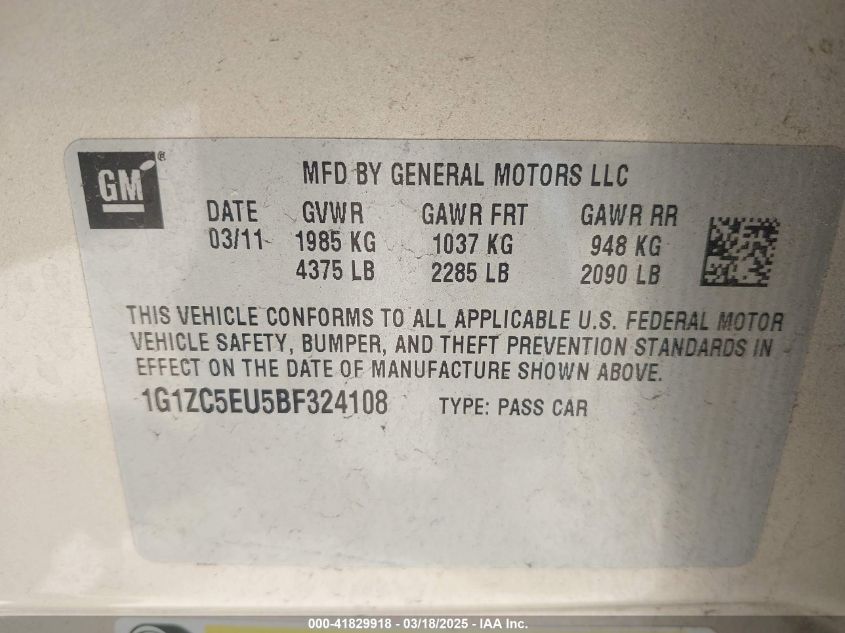 GM®
MFD BY GENERAL MOTORS LLC
DATE GVWR GAWR FRT GAWR RR
03/11 1985 KG 1037 KG 948 KG
4375 LB 2285 LB 2090 LB
THIS VEHICLE CONFORMS TO ALL APPLICABLE U.S. FEDERAL MOTOR
VEHICLE SAFETY, BUMPER, AND THEFT PREVENTION STANDARDS IN
EFFECT ON THE DATE OF MANUFACTURE SHOWN ABOVE.
1G1ZC5EU5BF324108 TYPE: PASS CAR
000-41829918 - 03/18/2025 - IAA Inc.